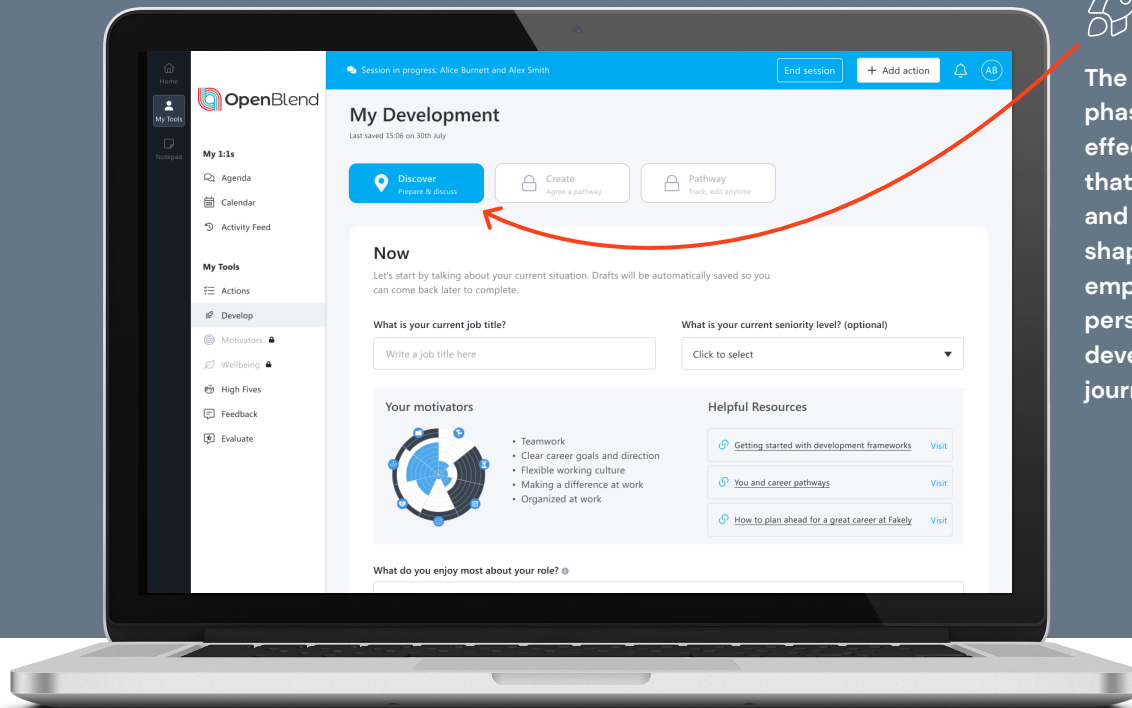 Home
My Tools
Notepad
OpenBlend
My 1:1s
Agenda
Calendar
Activity Feed
My Tools
Actions
Develop
Motivators
Wellbeing
High Fives
Feedback
Evaluate
Session in progress: Alice Burnett and Alex Smith
End session
+ Add action
AB
My Development
Last saved 15:06 on 30th July
Discover
Prepare & discuss
Create
Agree a pathway
Pathway
Track, edit anytime
Now
Let's start by talking about your current situation. Drafts will be automatically saved so you
can come back later to complete.
What is your current job title?
Write a job title here
What is your current seniority level? (optional)
Click to select
Your motivators
• Teamwork
• Clear career goals and direction
• Flexible working culture
• Making a difference at work
• Organized at work
Helpful Resources
Getting started with development frameworks Visit
You and career pathways Visit
How to plan ahead for a great career at Fakely Visit
What do you enjoy most about your role?
The
phas
effec
that
and
shap
emp
pers
deve
journ